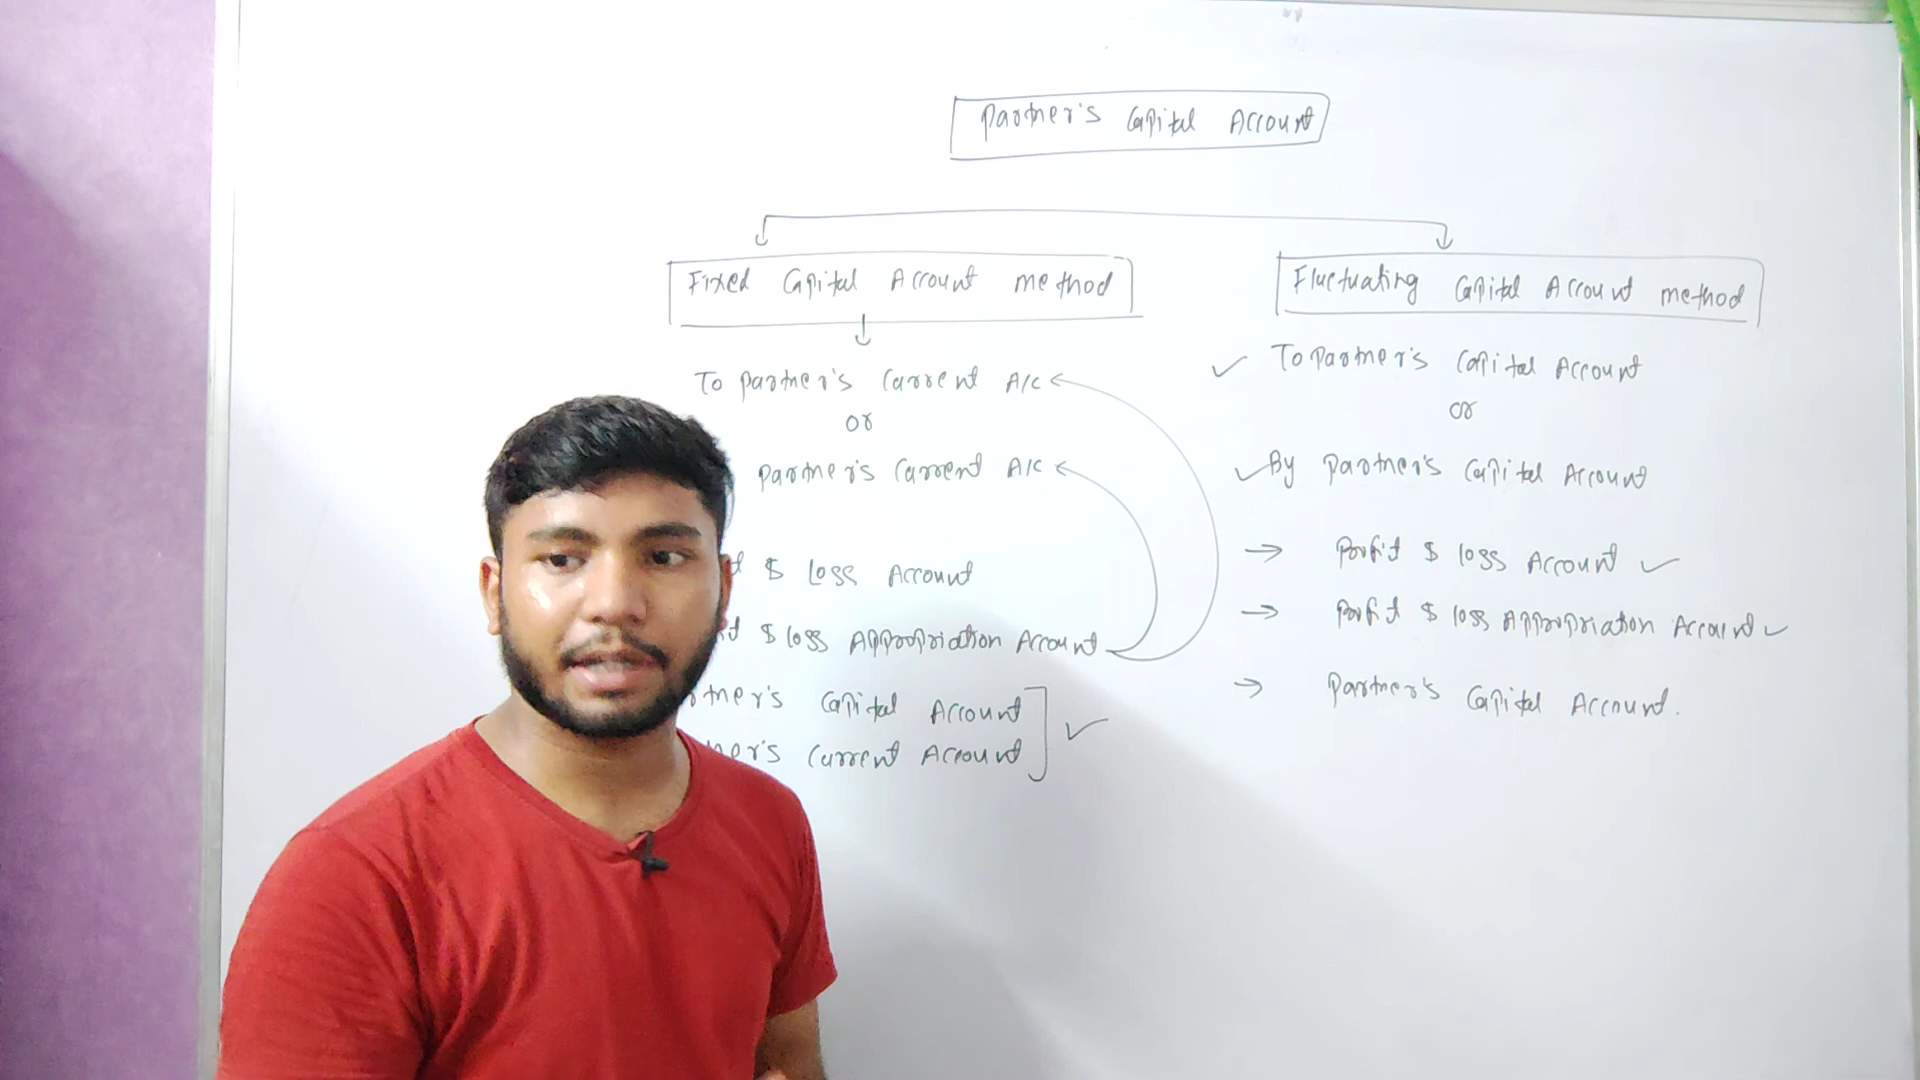 Partner's Capital Account
Fixed Capital Account method
To partner's Current A/C
or
Partner's Current A/C
$ Loss Account
$ loss Appropriation Account
Capital Account
Current Account
Fluctuating Capital Account method
To partner's Capital Account
or
By Partner's Capital Account
→ Profit $ loss Account
→ Profit $ loss Appropriation Account
→ Partner's Capital Account.